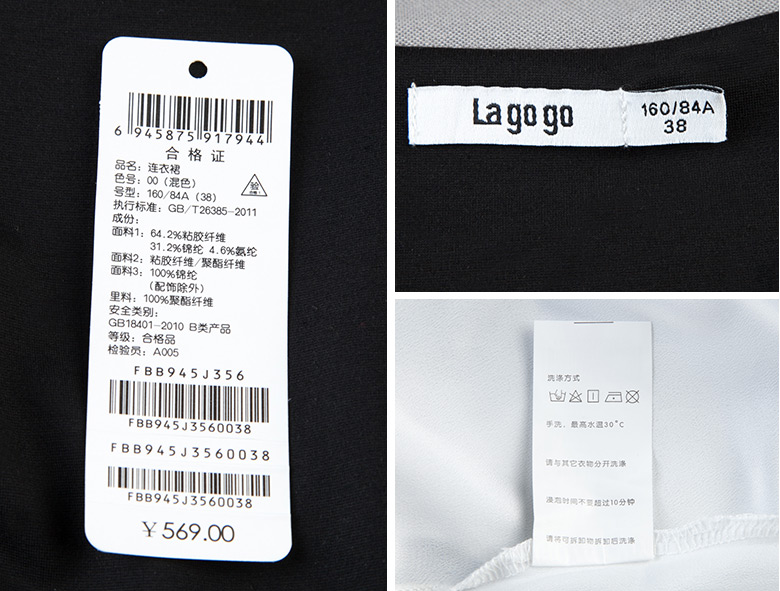 6 945875 917944
合格证
品名：连衣裙
色号：00（混色）
号型：160/84A（38）
验
执行标准：GB/T26385-2011
成份：
面料1：64.2%粘胶纤维
31.2%锦纶 4.6%氨纶
面料2：粘胶纤维/聚酯纤维
面料3：100%锦纶
（配饰除外）
里料：100%聚酯纤维
安全类别：
GB18401-2010 B类产品
等级：合格品
检验员：A005
FBB945J356
FBB945J3560038
FBB945J3560038
FBB945J3560038
￥569.00
Lagogo
160/84A
38
洗涤方式
手洗，最高水温30°C
请与其它衣物分开洗涤
浸泡时间不要超过10分钟
请将可拆卸物拆卸后洗涤